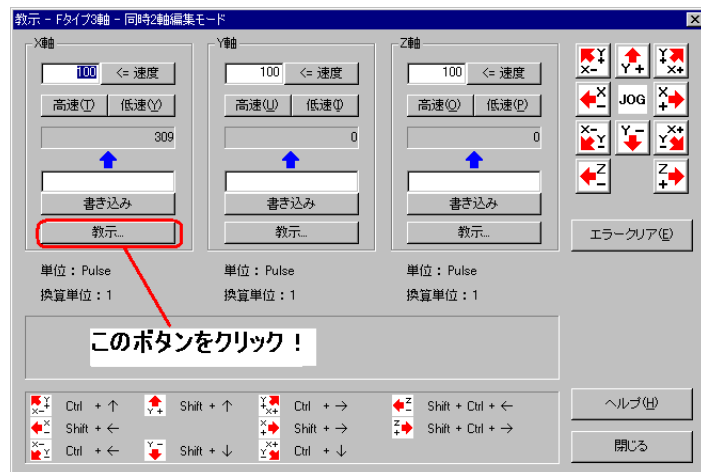 教示 - Fタイプ3軸 - 同時2軸編集モード
X軸 Y軸 Z軸
100 <= 速度 100 <= 速度 100 <= 速度
高速(T) 低速(Y) 高速(U) 低速(I) 高速(O) 低速(P)
309 0 0
書き込み 書き込み 書き込み
教示... 教示... 教示...
単位：Pulse 単位：Pulse 単位：Pulse
換算単位：1 換算単位：1 換算単位：1
このボタンをクリック！
Y+ X- Y+ Y+ X+
X- JOG X+
X- Y- Y- X+ Y-
Z- Z+
エラークリア(E)
Y+ X- Ctrl + ↑ Y+ Shift + ↑ Y+ X+ Ctrl + → Z- Shift + Ctrl + ←
X- Shift + ← X+ Shift + → Z+ Shift + Ctrl + →
X- Y- Ctrl + ← Y- Shift + ↓ X+ Y- Ctrl + ↓
ヘルプ(H)
閉じる